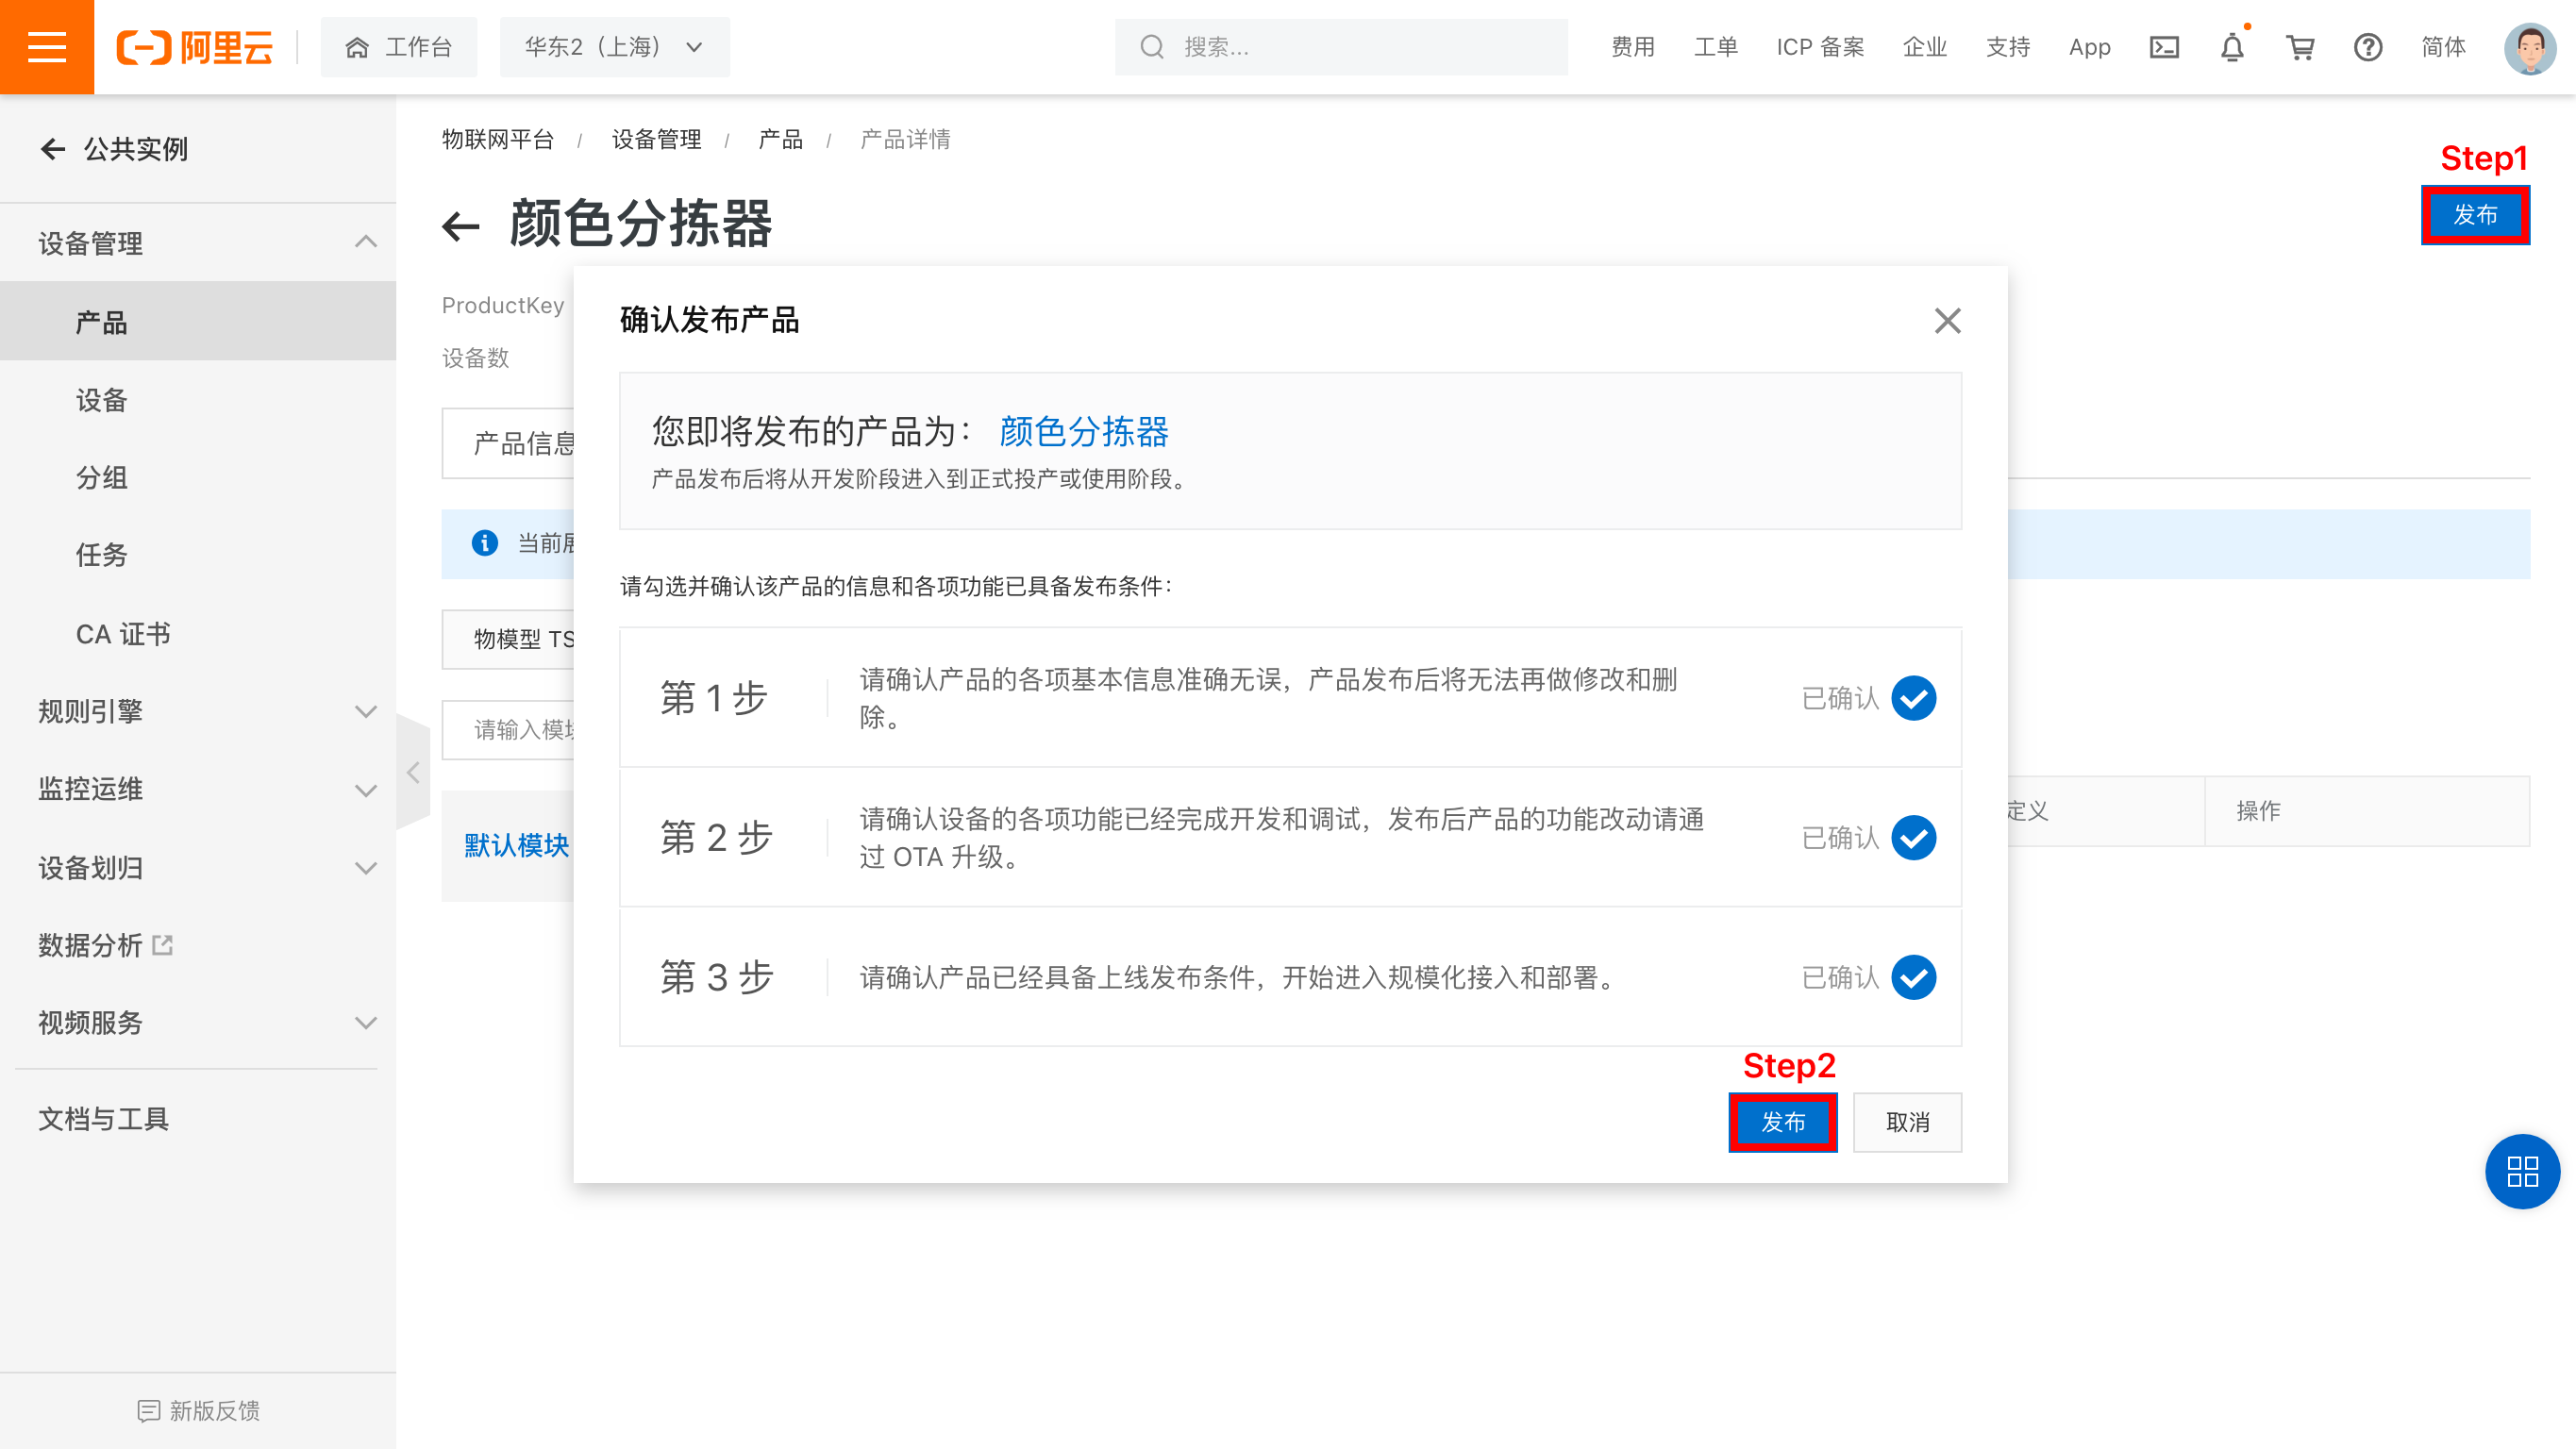 阿里云
工作台
华东2（上海）
搜索...
费用
工单
ICP 备案
企业
支持
App
简体
公共实例
设备管理
产品
设备
分组
任务
CA 证书
规则引擎
监控运维
设备划归
数据分析
视频服务
文档与工具
新版反馈
物联网平台 / 设备管理 / 产品 / 产品详情
Step1
发布
颜色分拣器
ProductKey
设备数
产品信息
当前展
物模型 TS
请输入模块
默认模块
定义
操作
确认发布产品
您即将发布的产品为： 颜色分拣器
产品发布后将从开发阶段进入到正式投产或使用阶段。
请勾选并确认该产品的信息和各项功能已具备发布条件：
第 1 步
请确认产品的各项基本信息准确无误，产品发布后将无法再做修改和删
除。
已确认
第 2 步
请确认设备的各项功能已经完成开发和调试，发布后产品的功能改动请通
过 OTA 升级。
已确认
第 3 步
请确认产品已经具备上线发布条件，开始进入规模化接入和部署。
已确认
Step2
发布
取消